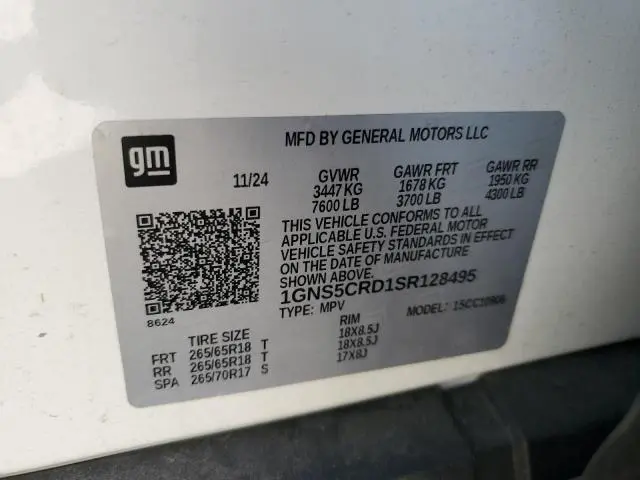 gm
MFD BY GENERAL MOTORS LLC
11/24 GVWR GAWR FRT GAWR RR
3447 KG 1678 KG 1950 KG
7600 LB 3700 LB 4300 LB
THIS VEHICLE CONFORMS TO ALL
APPLICABLE U.S. FEDERAL MOTOR
VEHICLE SAFETY STANDARDS IN EFFECT
ON THE DATE OF MANUFACTURE
SHOWN ABOVE.
1GNS5CRD1SR128495
TYPE: MPV MODEL:
8624
TIRE SIZE RIM
FRT 265/65R18 T 18X8.5J
RR 265/65R18 T 18X8.5J
SPA 265/70R17 S 17X8J